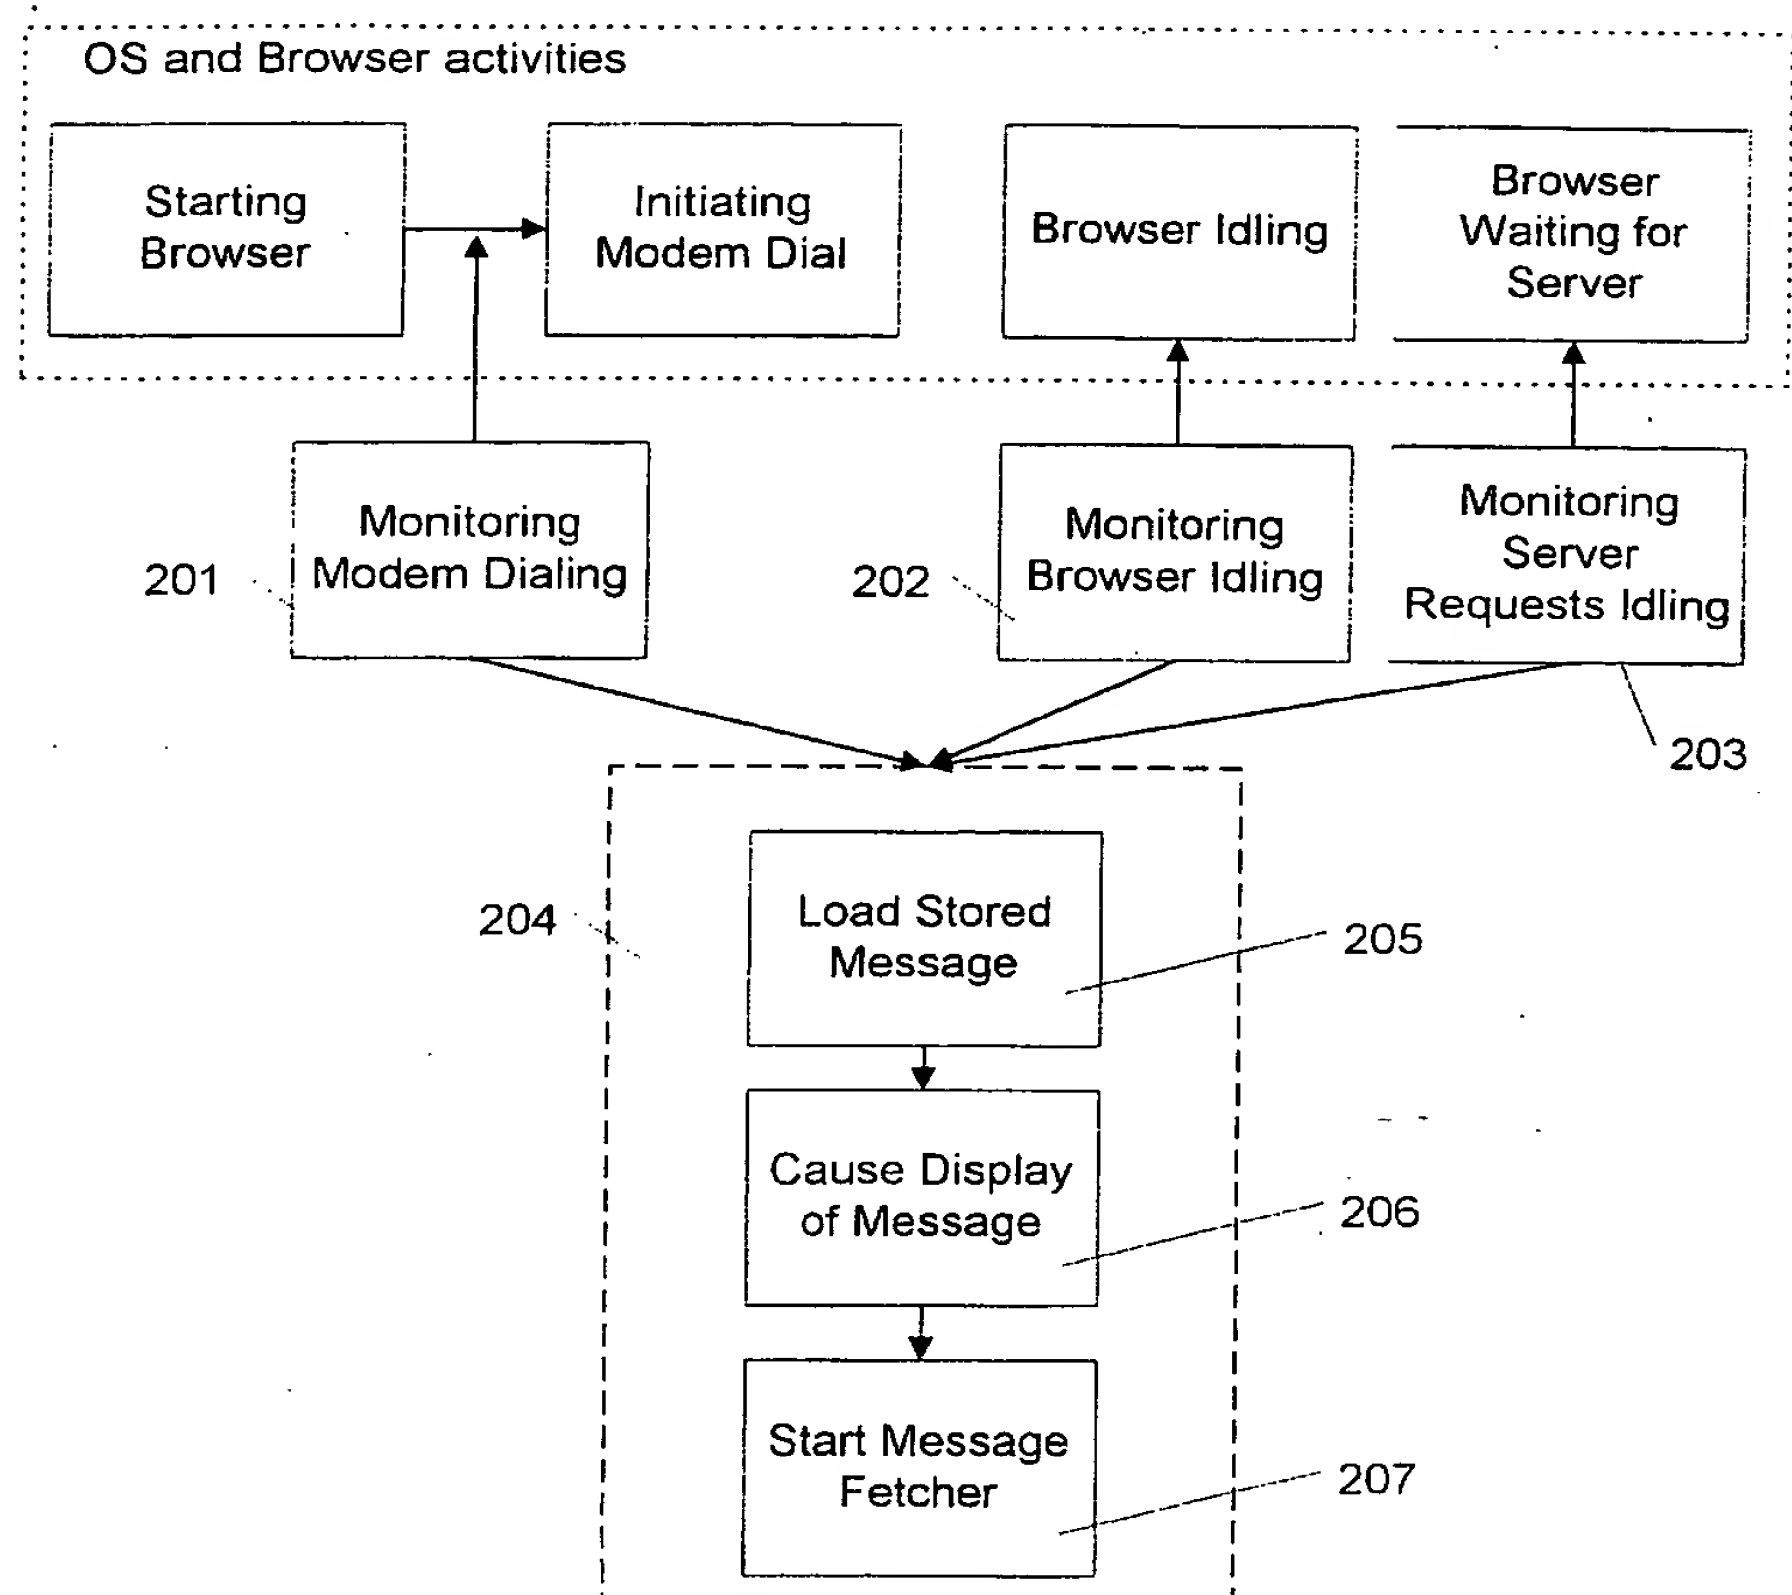 OS and Browser activities
Starting
Browser
Initiating
Modem Dial
Browser Idling
Browser
Waiting for
Server
Monitoring
Modem Dialing
201
Monitoring
Browser Idling
202
Monitoring
Server
Requests Idling
203
204
Load Stored
Message
205
Cause Display
of Message
206
Start Message
Fetcher
207